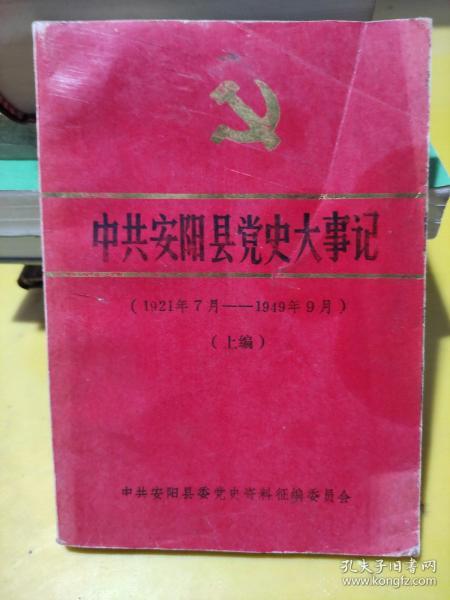 中共安阳县党史大事记
(1921年7月——1949年9月)
(上编)
中共安阳县委党史资料征编委员会
孔夫子旧书网
www.kongfz.com